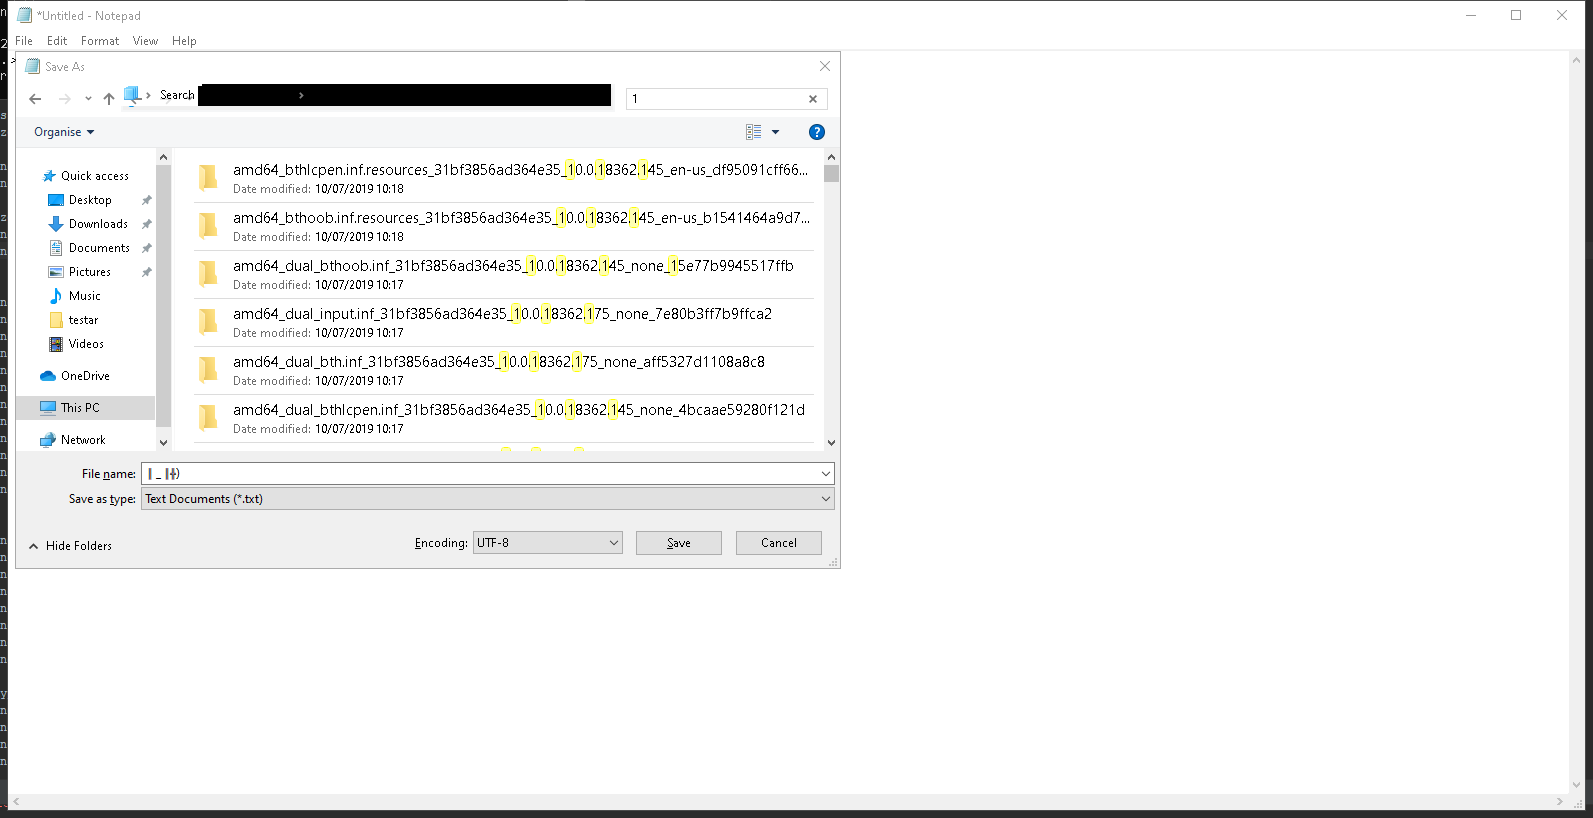 *Untitled - Notepad
File Edit Format View Help
Save As
Search
1
Organise
Quick access
Desktop
Downloads
Documents
Pictures
Music
testar
Videos
OneDrive
This PC
Network
amd64_bthlcpen.inf.resources_31bf3856ad364e35_10.0.18362.145_en-us_df95091cff66...
Date modified: 10/07/2019 10:18
amd64_bthoob.inf.resources_31bf3856ad364e35_10.0.18362.145_en-us_b1541464a9d7...
Date modified: 10/07/2019 10:18
amd64_dual_bthoob.inf_31bf3856ad364e35_10.0.18362.145_none_15e77b9945517ffb
Date modified: 10/07/2019 10:17
amd64_dual_input.inf_31bf3856ad364e35_10.0.18362.175_none_7e80b3ff7b9ffca2
Date modified: 10/07/2019 10:17
amd64_dual_bth.inf_31bf3856ad364e35_10.0.18362.175_none_aff5327d1108a8c8
Date modified: 10/07/2019 10:17
amd64_dual_bthlcpen.inf_31bf3856ad364e35_10.0.18362.145_none_4bcaae59280f121d
Date modified: 10/07/2019 10:17
File name:
Save as type: Text Documents (*.txt)
Hide Folders
Encoding: UTF-8 Save Cancel